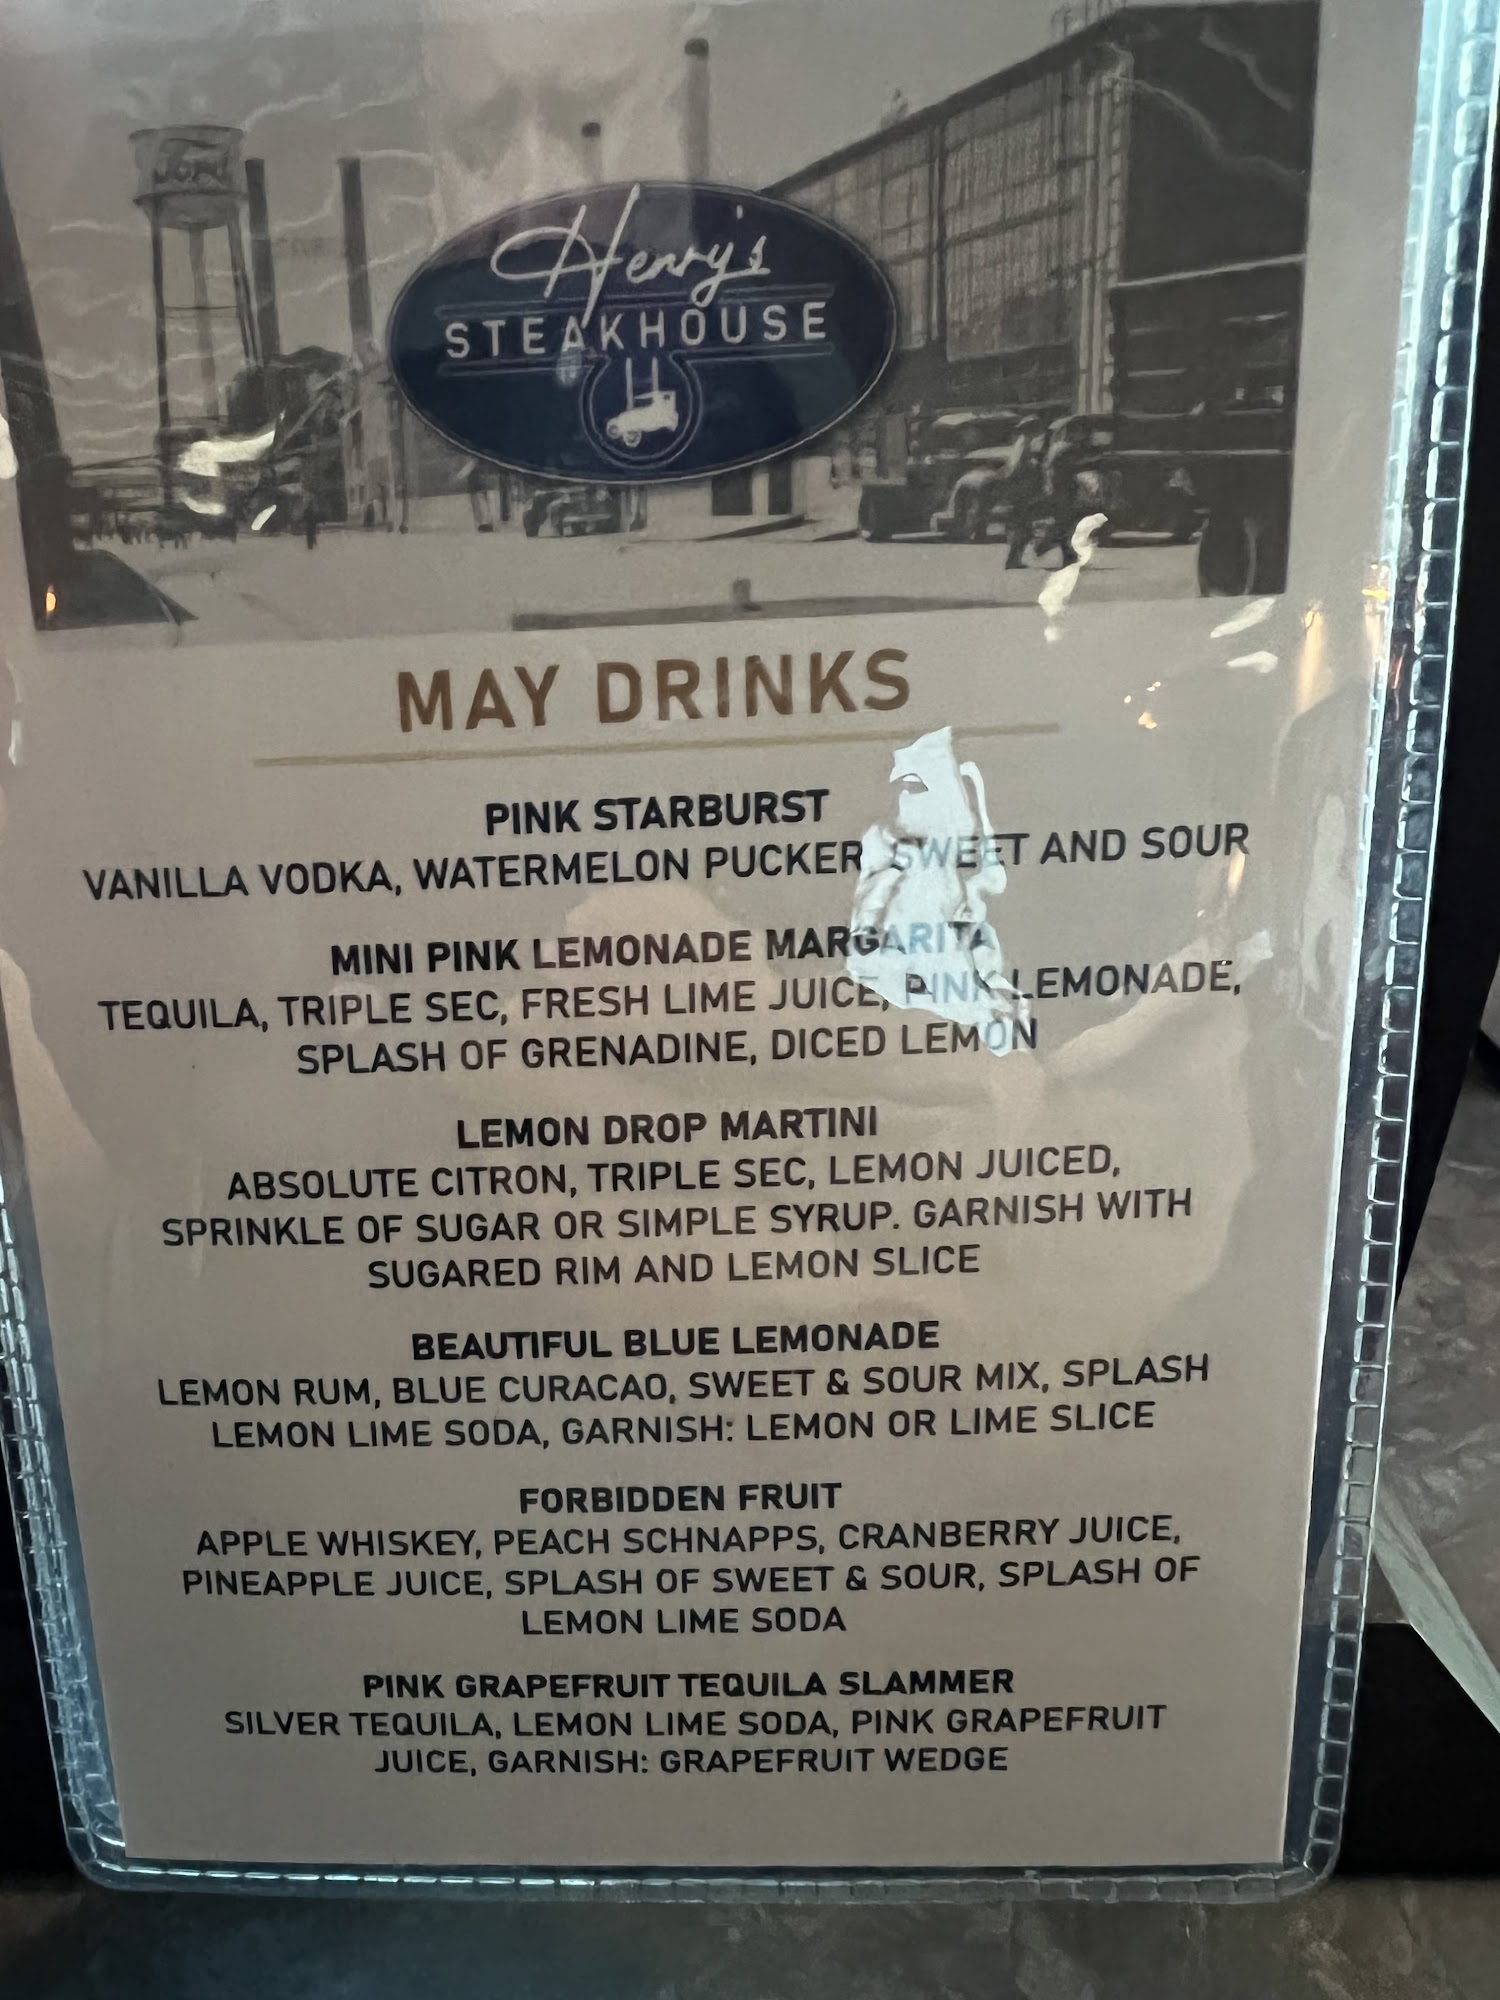 Ford
Henry's
STEAKHOUSE
MAY DRINKS
PINK STARBURST
VANILLA VODKA, WATERMELON PUCKER, SWEET AND SOUR
MINI PINK LEMONADE MARGARITA
TEQUILA, TRIPLE SEC, FRESH LIME JUICE, PINK LEMONADE,
SPLASH OF GRENADINE, DICED LEMON
LEMON DROP MARTINI
ABSOLUTE CITRON, TRIPLE SEC, LEMON JUICED,
SPRINKLE OF SUGAR OR SIMPLE SYRUP. GARNISH WITH
SUGARED RIM AND LEMON SLICE
BEAUTIFUL BLUE LEMONADE
LEMON RUM, BLUE CURACAO, SWEET & SOUR MIX, SPLASH
LEMON LIME SODA, GARNISH: LEMON OR LIME SLICE
FORBIDDEN FRUIT
APPLE WHISKEY, PEACH SCHNAPPS, CRANBERRY JUICE,
PINEAPPLE JUICE, SPLASH OF SWEET & SOUR, SPLASH OF
LEMON LIME SODA
PINK GRAPEFRUIT TEQUILA SLAMMER
SILVER TEQUILA, LEMON LIME SODA, PINK GRAPEFRUIT
JUICE, GARNISH: GRAPEFRUIT WEDGE